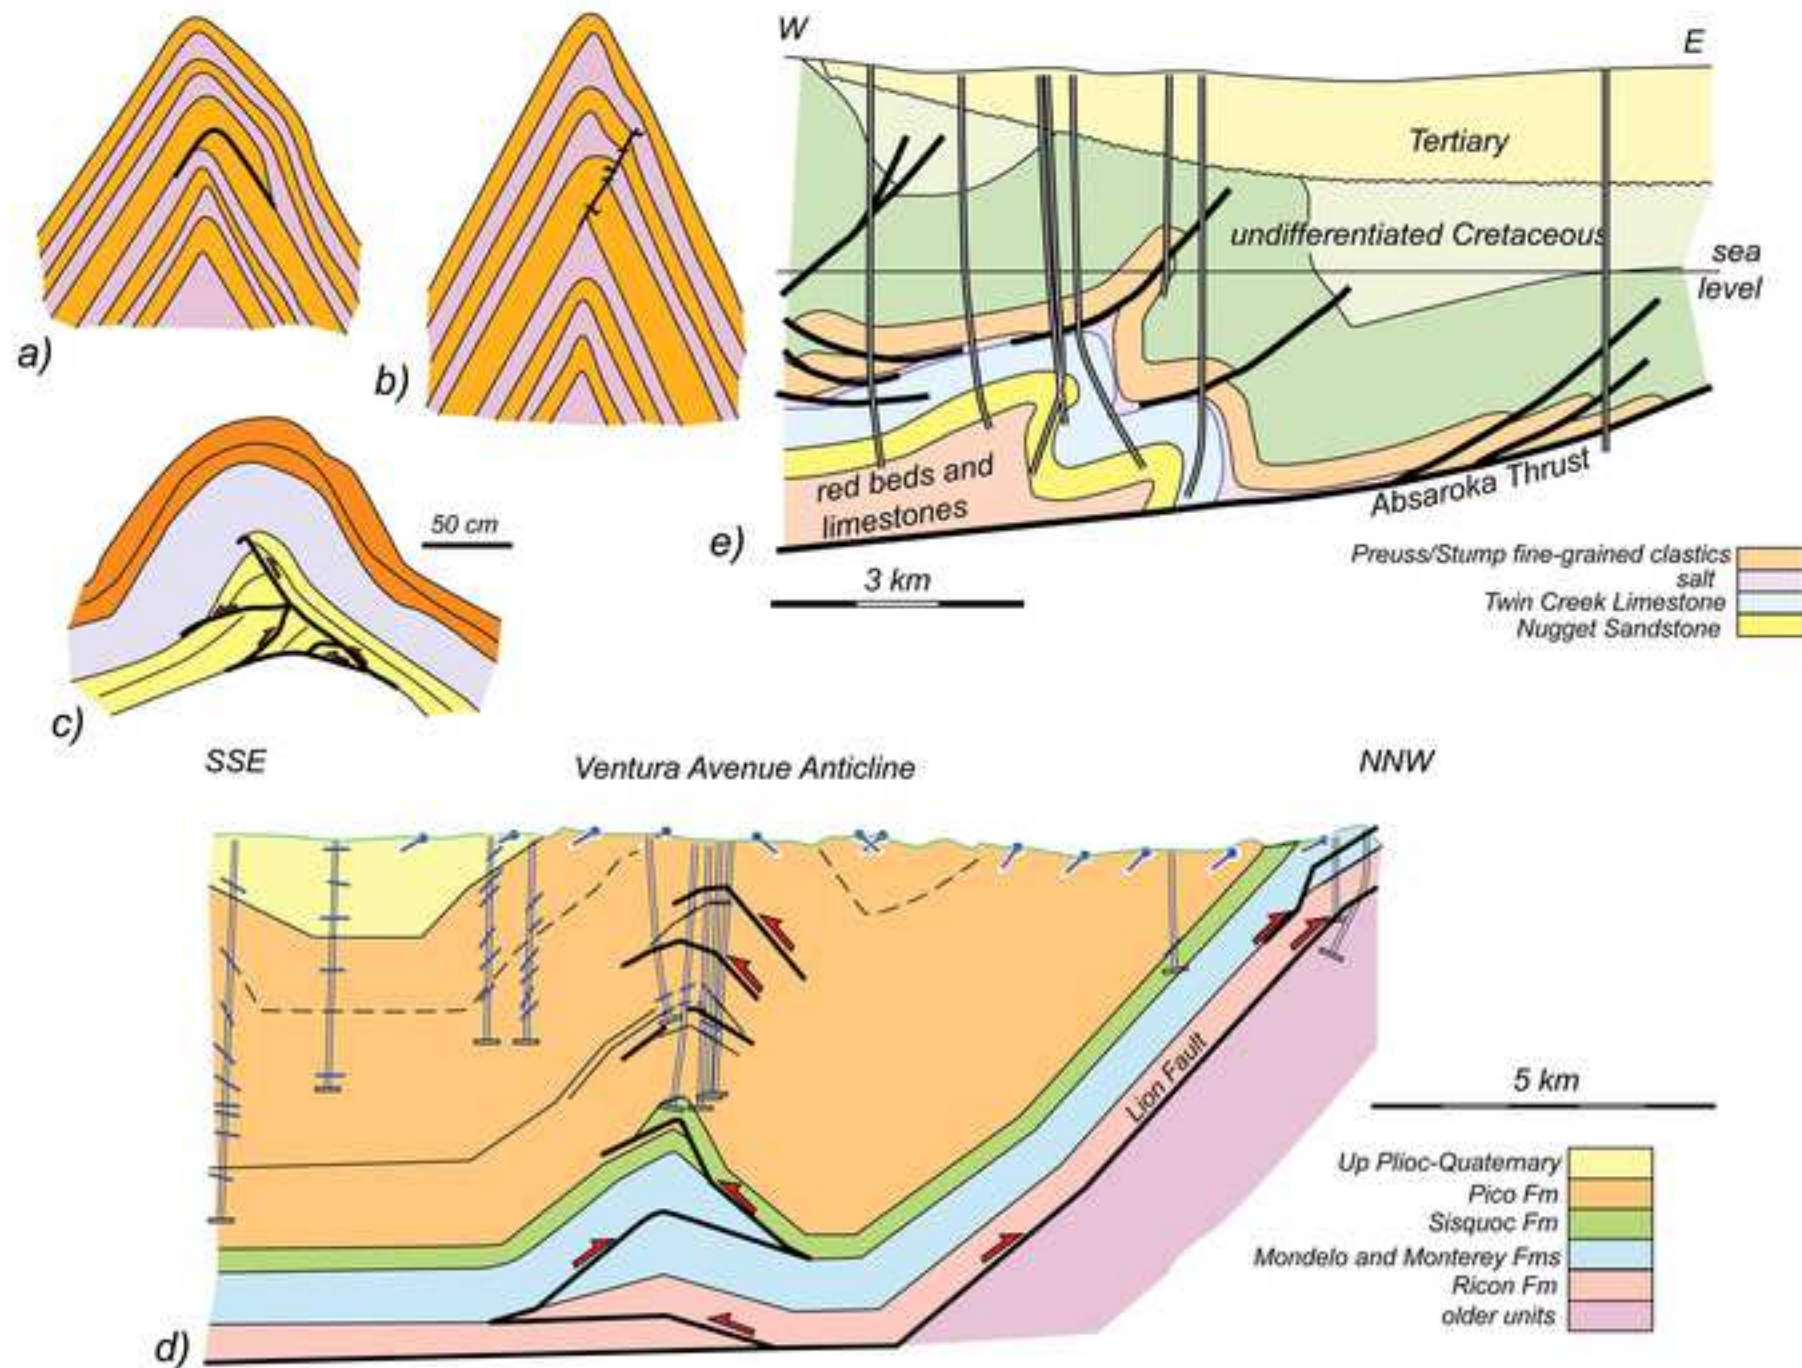 a)
b)
c)
50 cm
W
E
Tertiary
undifferentiated Cretaceous
sea
level
red beds and
limestones
Absaroka Thrust
e)
3 km
Preuss/Stump fine-grained clastics
salt
Twin Creek Limestone
Nugget Sandstone
SSE
Ventura Avenue Anticline
NNW
Lion Fault
5 km
Up Plioc-Quaternary
Pico Fm
Sisquoc Fm
Mondelo and Monterey Fms
Ricon Fm
older units
d)